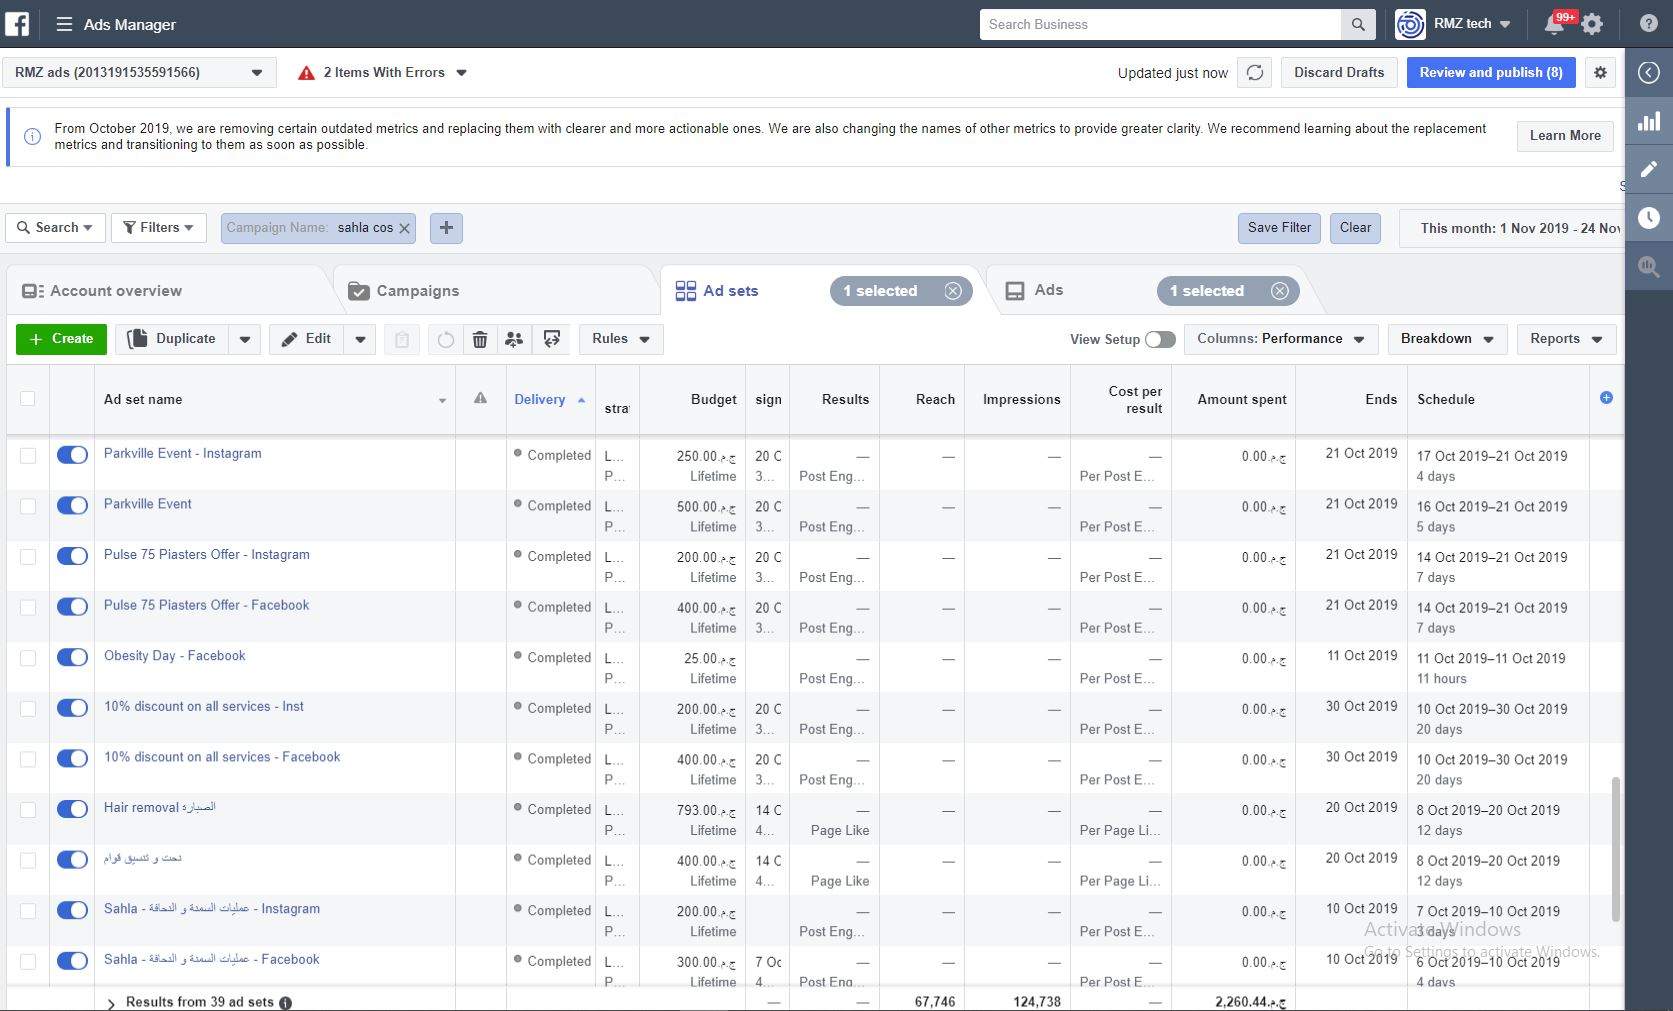 Ads Manager
Search Business
RMZ tech
99+
RMZ ads (2013191535591566)
2 Items With Errors
Updated just now
Discard Drafts
Review and publish (8)
From October 2019, we are removing certain outdated metrics and replacing them with clearer and more actionable ones. We are also changing the names of other metrics to provide greater clarity. We recommend learning about the replacement
metrics and transitioning to them as soon as possible.
Learn More
Search
Filters
Campaign Name: sahla cos
Save Filter
Clear
This month: 1 Nov 2019 - 24 Nov
Account overview
Campaigns
Ad sets
1 selected
Ads
1 selected
+ Create
Duplicate
Edit
Rules
View Setup
Columns: Performance
Breakdown
Reports
Ad set name Delivery strat Budget sign Results Reach Impressions Cost per result Amount spent Ends Schedule
Parkville Event - Instagram Completed L... 250.00.ج.م 20 O — — — — 0.00.ج.م 21 Oct 2019 17 Oct 2019–21 Oct 2019
P... Lifetime 3... Post Eng... Per Post E... 4 days
Parkville Event Completed L... 500.00.ج.م 20 O — — — — 0.00.ج.م 21 Oct 2019 16 Oct 2019–21 Oct 2019
P... Lifetime 3... Post Eng... Per Post E... 5 days
Pulse 75 Piasters Offer - Instagram Completed L... 200.00.ج.م 20 O — — — — 0.00.ج.م 21 Oct 2019 14 Oct 2019–21 Oct 2019
P... Lifetime 3... Post Eng... Per Post E... 7 days
Pulse 75 Piasters Offer - Facebook Completed L... 400.00.ج.م 20 O — — — — 0.00.ج.م 21 Oct 2019 14 Oct 2019–21 Oct 2019
P... Lifetime 3... Post Eng... Per Post E... 7 days
Obesity Day - Facebook Completed L... 25.00.ج.م — — — — 0.00.ج.م 11 Oct 2019 11 Oct 2019–11 Oct 2019
P... Lifetime Post Eng... Per Post E... 11 hours
10% discount on all services - Inst Completed L... 200.00.ج.م 20 O — — — — 0.00.ج.م 30 Oct 2019 10 Oct 2019–30 Oct 2019
P... Lifetime 3... Post Eng... Per Post E... 20 days
10% discount on all services - Facebook Completed L... 400.00.ج.م 20 O — — — — 0.00.ج.م 30 Oct 2019 10 Oct 2019–30 Oct 2019
P... Lifetime 3... Post Eng... Per Post E... 20 days
Hair removal الصبارة Completed L... 793.00.ج.م 14 O — — — — 0.00.ج.م 20 Oct 2019 8 Oct 2019–20 Oct 2019
P... Lifetime 4... Page Like Per Page Li... 12 days
نحت و تنسيق قوام Completed L... 400.00.ج.م 14 O — — — — 0.00.ج.م 20 Oct 2019 8 Oct 2019–20 Oct 2019
P... Lifetime 4... Page Like Per Page Li... 12 days
Sahla - عمليات السمنة و النحافة - Instagram Completed L... 200.00.ج.م — — — — 0.00.ج.م 10 Oct 2019 7 Oct 2019–10 Oct 2019
P... Lifetime Post Eng... Per Post E... 3 days
Activate Windows
Sahla - عمليات السمنة و النحافة - Facebook Completed L... 300.00.ج.م 7 Oc — — — — 0.00.ج.م 10 Oct 2019 6 Oct 2019–10 Oct 2019
Go to Settings to activate Windows.
P... Lifetime 4... Post Eng... Per Post E... 4 days
Results from 39 ad sets — — 67,746 124,738 — 2,260.44.ج.م